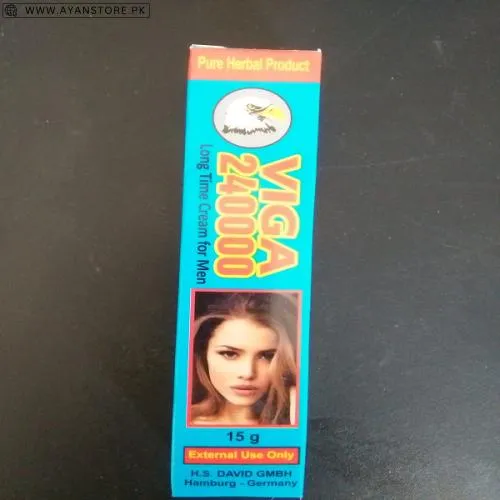 WWW.AYANSTORE.PK
Pure Herbal Product
VIGA
240000
Long Time Cream for Men
15 g
External Use Only
H.S. DAVID GMBH
Hamburg - Germany